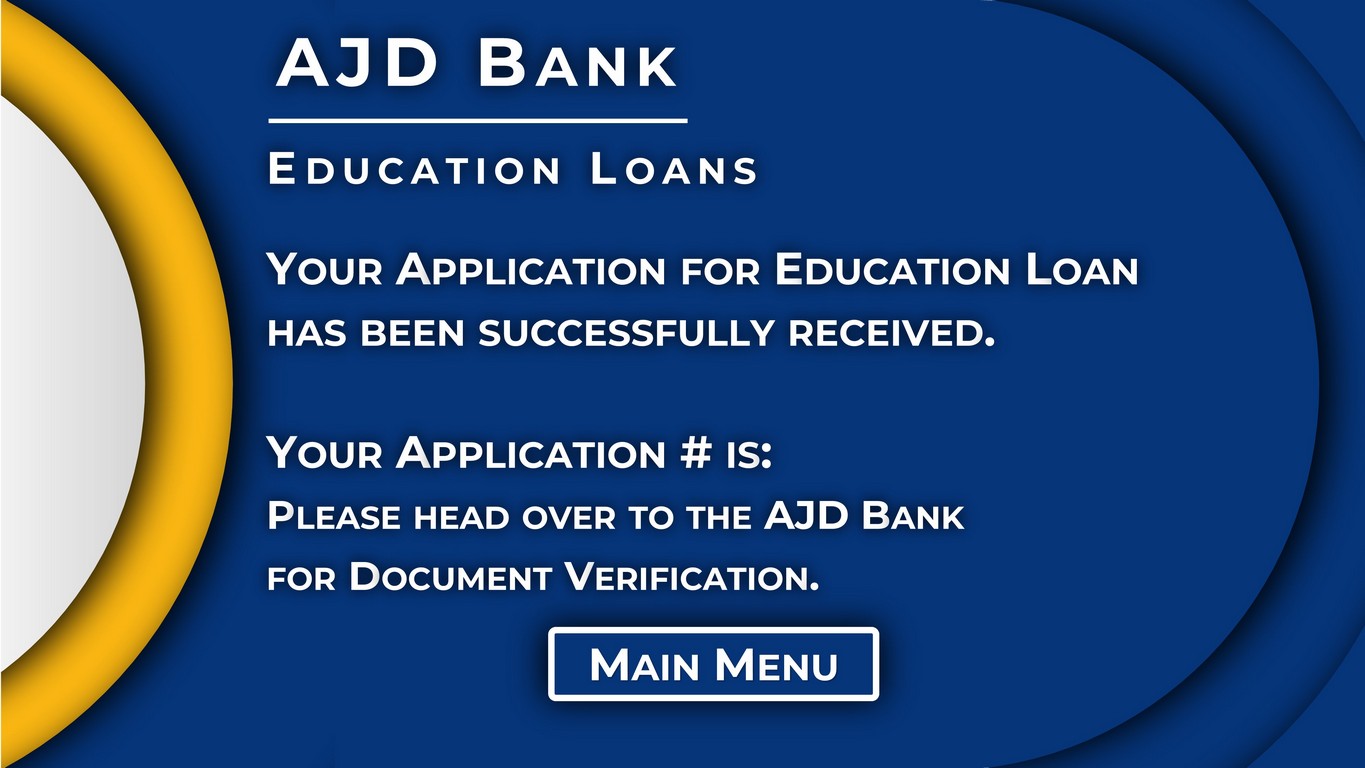 AJD Bank
Education Loans
Your Application for Education Loan
has been successfully received.
Your Application # is:
Please head over to the AJD Bank
for Document Verification.
Main Menu